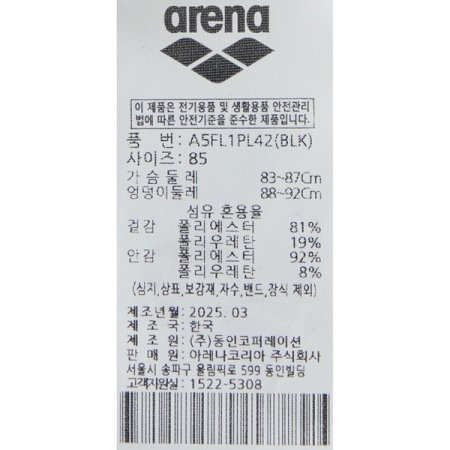 arena
이 제품은 전기용품 및 생활용품 안전관리
법에 따른 안전기준을 준수한 제품입니다.
품 번: A5FL1PL42(BLK)
사이즈: 85
가슴둘레 83~87Cm
엉덩이둘레 88~92Cm
섬유 혼용율
겉감 폴리에스터 81%
폴리우레탄 19%
안감 폴리에스터 92%
폴리우레탄 8%
(심지,상표,보강재,자수,밴드,장식 제외)
제조년월: 2025. 03
제 조 국: 한국
제 조 원: (주)동인코퍼레이션
판 매 원: 아레나코리아 주식회사
서울시 송파구 올림픽로 599 동인빌딩
고객지원실: 1522-5308